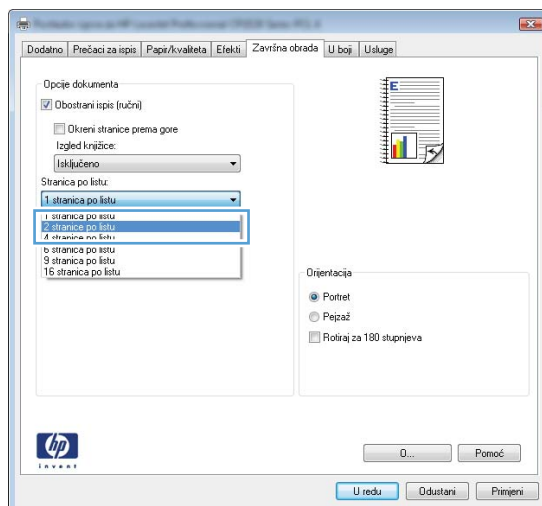 Dodatno Prečaci za ispis Papir/kvaliteta Efekti Završna obrada U boji Usluge
Opcije dokumenta
Obostrani ispis (ručni)
Okreni stranice prema gore
Izgled knjižice:
Isključeno
Stranica po listu:
1 stranica po listu
1 stranica po listu
2 stranice po listu
4 stranice po listu
6 stranica po listu
9 stranica po listu
16 stranica po listu
E
Orijentacija
Portret
Pejzaž
Rotiraj za 180 stupnjeva
hp
invent
O... Pomoć
U redu Odustani Primjeni